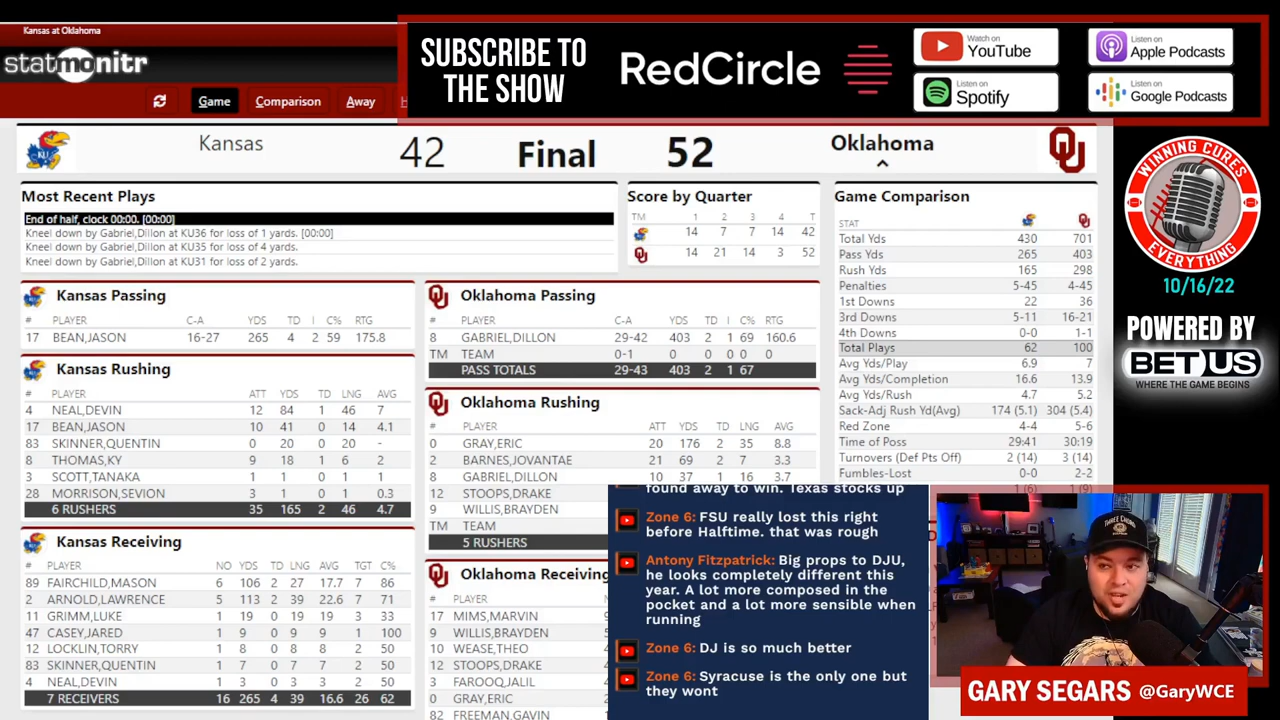 Kansas at Oklahoma
statmonitr
Game Comparison Away
SUBSCRIBE TO
THE SHOW
RedCircle
Watch on
YouTube
Listen on
Apple Podcasts
Listen on
Spotify
Listen on
Google Podcasts
Kansas 42 Final 52 Oklahoma
Most Recent Plays
End of half, clock 00:00. [00:00]
Kneel down by Gabriel,Dillon at KU36 for loss of 1 yards. [00:00]
Kneel down by Gabriel,Dillon at KU35 for loss of 4 yards.
Kneel down by Gabriel,Dillon at KU31 for loss of 2 yards.
Score by Quarter
TM 1 2 3 4 T
14 7 7 14 42
14 21 14 3 52
Game Comparison
STAT
Total Yds 430 701
Pass Yds 265 403
Rush Yds 165 298
Penalties 5-45 4-45
1st Downs 22 36
3rd Downs 5-11 16-21
4th Downs 0-0 1-1
Total Plays 62 100
Avg Yds/Play 6.9 7
Avg Yds/Completion 16.6 13.9
Avg Yds/Rush 4.7 5.2
Sack-Adj Rush Yd(Avg) 174 (5.1) 304 (5.4)
Red Zone 4-4 5-6
Time of Poss 29:41 30:19
Turnovers (Def Pts Off) 2 (14) 3 (14)
Fumbles-Lost 0-0 2-2
Kansas Passing
# PLAYER C-A YDS TD I C% RTG
17 BEAN,JASON 16-27 265 4 2 59 175.8
Kansas Rushing
# PLAYER ATT YDS TD LNG AVG
4 NEAL,DEVIN 12 84 1 46 7
17 BEAN,JASON 10 41 0 14 4.1
83 SKINNER,QUENTIN 0 20 0 20 -
8 THOMAS,KY 9 18 1 6 2
3 SCOTT,TANAKA 1 1 0 1 1
28 MORRISON,SEVION 3 1 0 1 0.3
6 RUSHERS 35 165 2 46 4.7
Kansas Receiving
# PLAYER NO YDS TD LNG AVG TGT C%
89 FAIRCHILD,MASON 6 106 2 27 17.7 7 86
2 ARNOLD,LAWRENCE 5 113 2 39 22.6 7 71
11 GRIMM,LUKE 1 19 0 19 19 3 33
47 CASEY,JARED 1 9 0 9 9 1 100
12 LOCKLIN,TORRY 1 8 0 8 8 2 50
83 SKINNER,QUENTIN 1 7 0 7 7 2 50
4 NEAL,DEVIN 1 4 0 4 4 2 50
7 RECEIVERS 16 265 4 39 16.6 26 62
Oklahoma Passing
# PLAYER C-A YDS TD I C% RTG
8 GABRIEL,DILLON 29-42 403 2 1 69 160.6
TM TEAM 0-1 0 0 0 0 0
PASS TOTALS 29-43 403 2 1 67
Oklahoma Rushing
# PLAYER ATT YDS TD LNG AVG
0 GRAY,ERIC 20 176 2 35 8.8
2 BARNES,JOVANTAE 21 69 2 7 3.3
8 GABRIEL,DILLON 10 37 1 16 3.7
12 STOOPS,DRAKE
9 WILLIS,BRAYDEN
TM TEAM
5 RUSHERS
Oklahoma Receiving
# PLAYER
17 MIMS,MARVIN
9 WILLIS,BRAYDEN
10 WEASE,THEO
12 STOOPS,DRAKE
3 FAROOQ,JALIL
0 GRAY,ERIC
82 FREEMAN,GAVIN
found away to win. Texas stocks up
Zone 6: FSU really lost this right
before Halftime. that was rough
Antony Fitzpatrick: Big props to DJU,
he looks completely different this
year. A lot more composed in the
pocket and a lot more sensible when
running
Zone 6: DJ is so much better
Zone 6: Syracuse is the only one but
they wont
WINNING CURES
EVERYTHING
10/16/22
POWERED BY
BETUS
WHERE THE GAME BEGINS
GARY SEGARS @GaryWCE